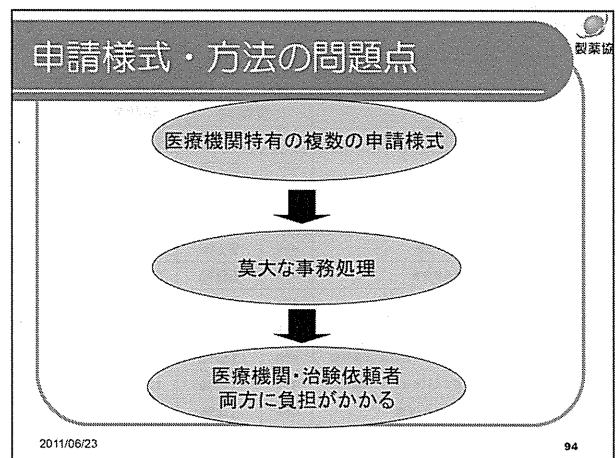 申請様式・方法の問題点
製薬協
医療機関特有の複数の申請様式
莫大な事務処理
医療機関・治験依頼者
両方に負担がかかる
2011/06/23
94